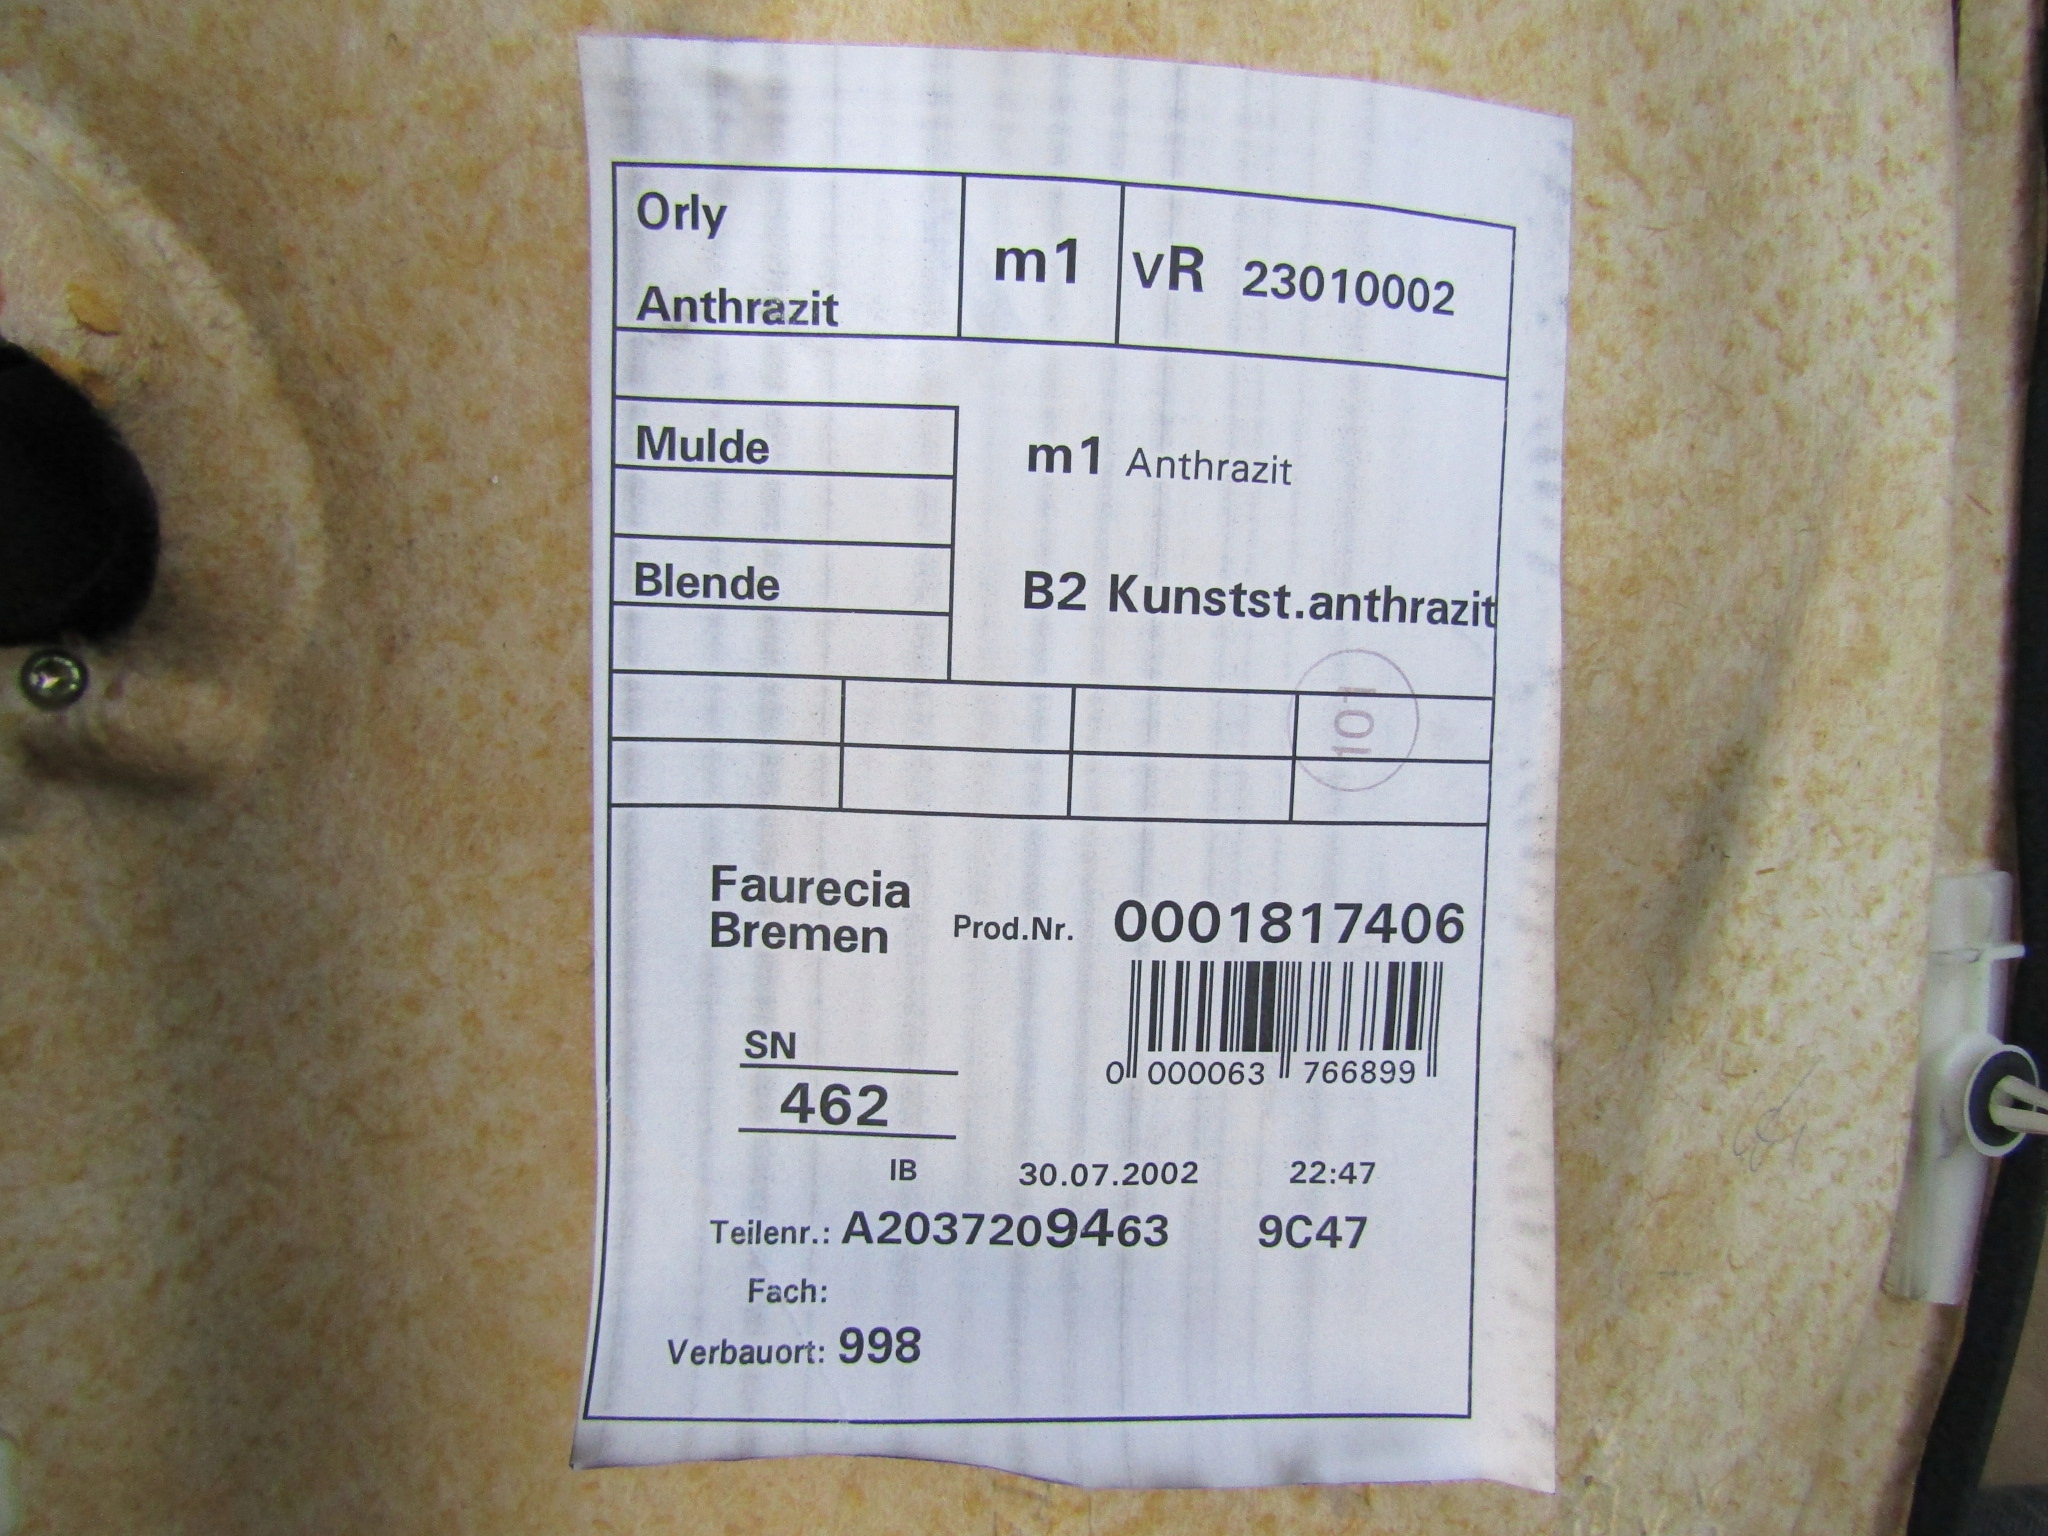 Orly
Anthrazit
m1
vR 23010002
Mulde
m1 Anthrazit
Blende
B2 Kunstst.anthrazit
101
Faurecia
Bremen
Prod.Nr. 0001817406
0 000063 766899
SN
462
IB 30.07.2002 22:47
Teilenr.: A2037209463 9C47
Fach:
Verbauort: 998